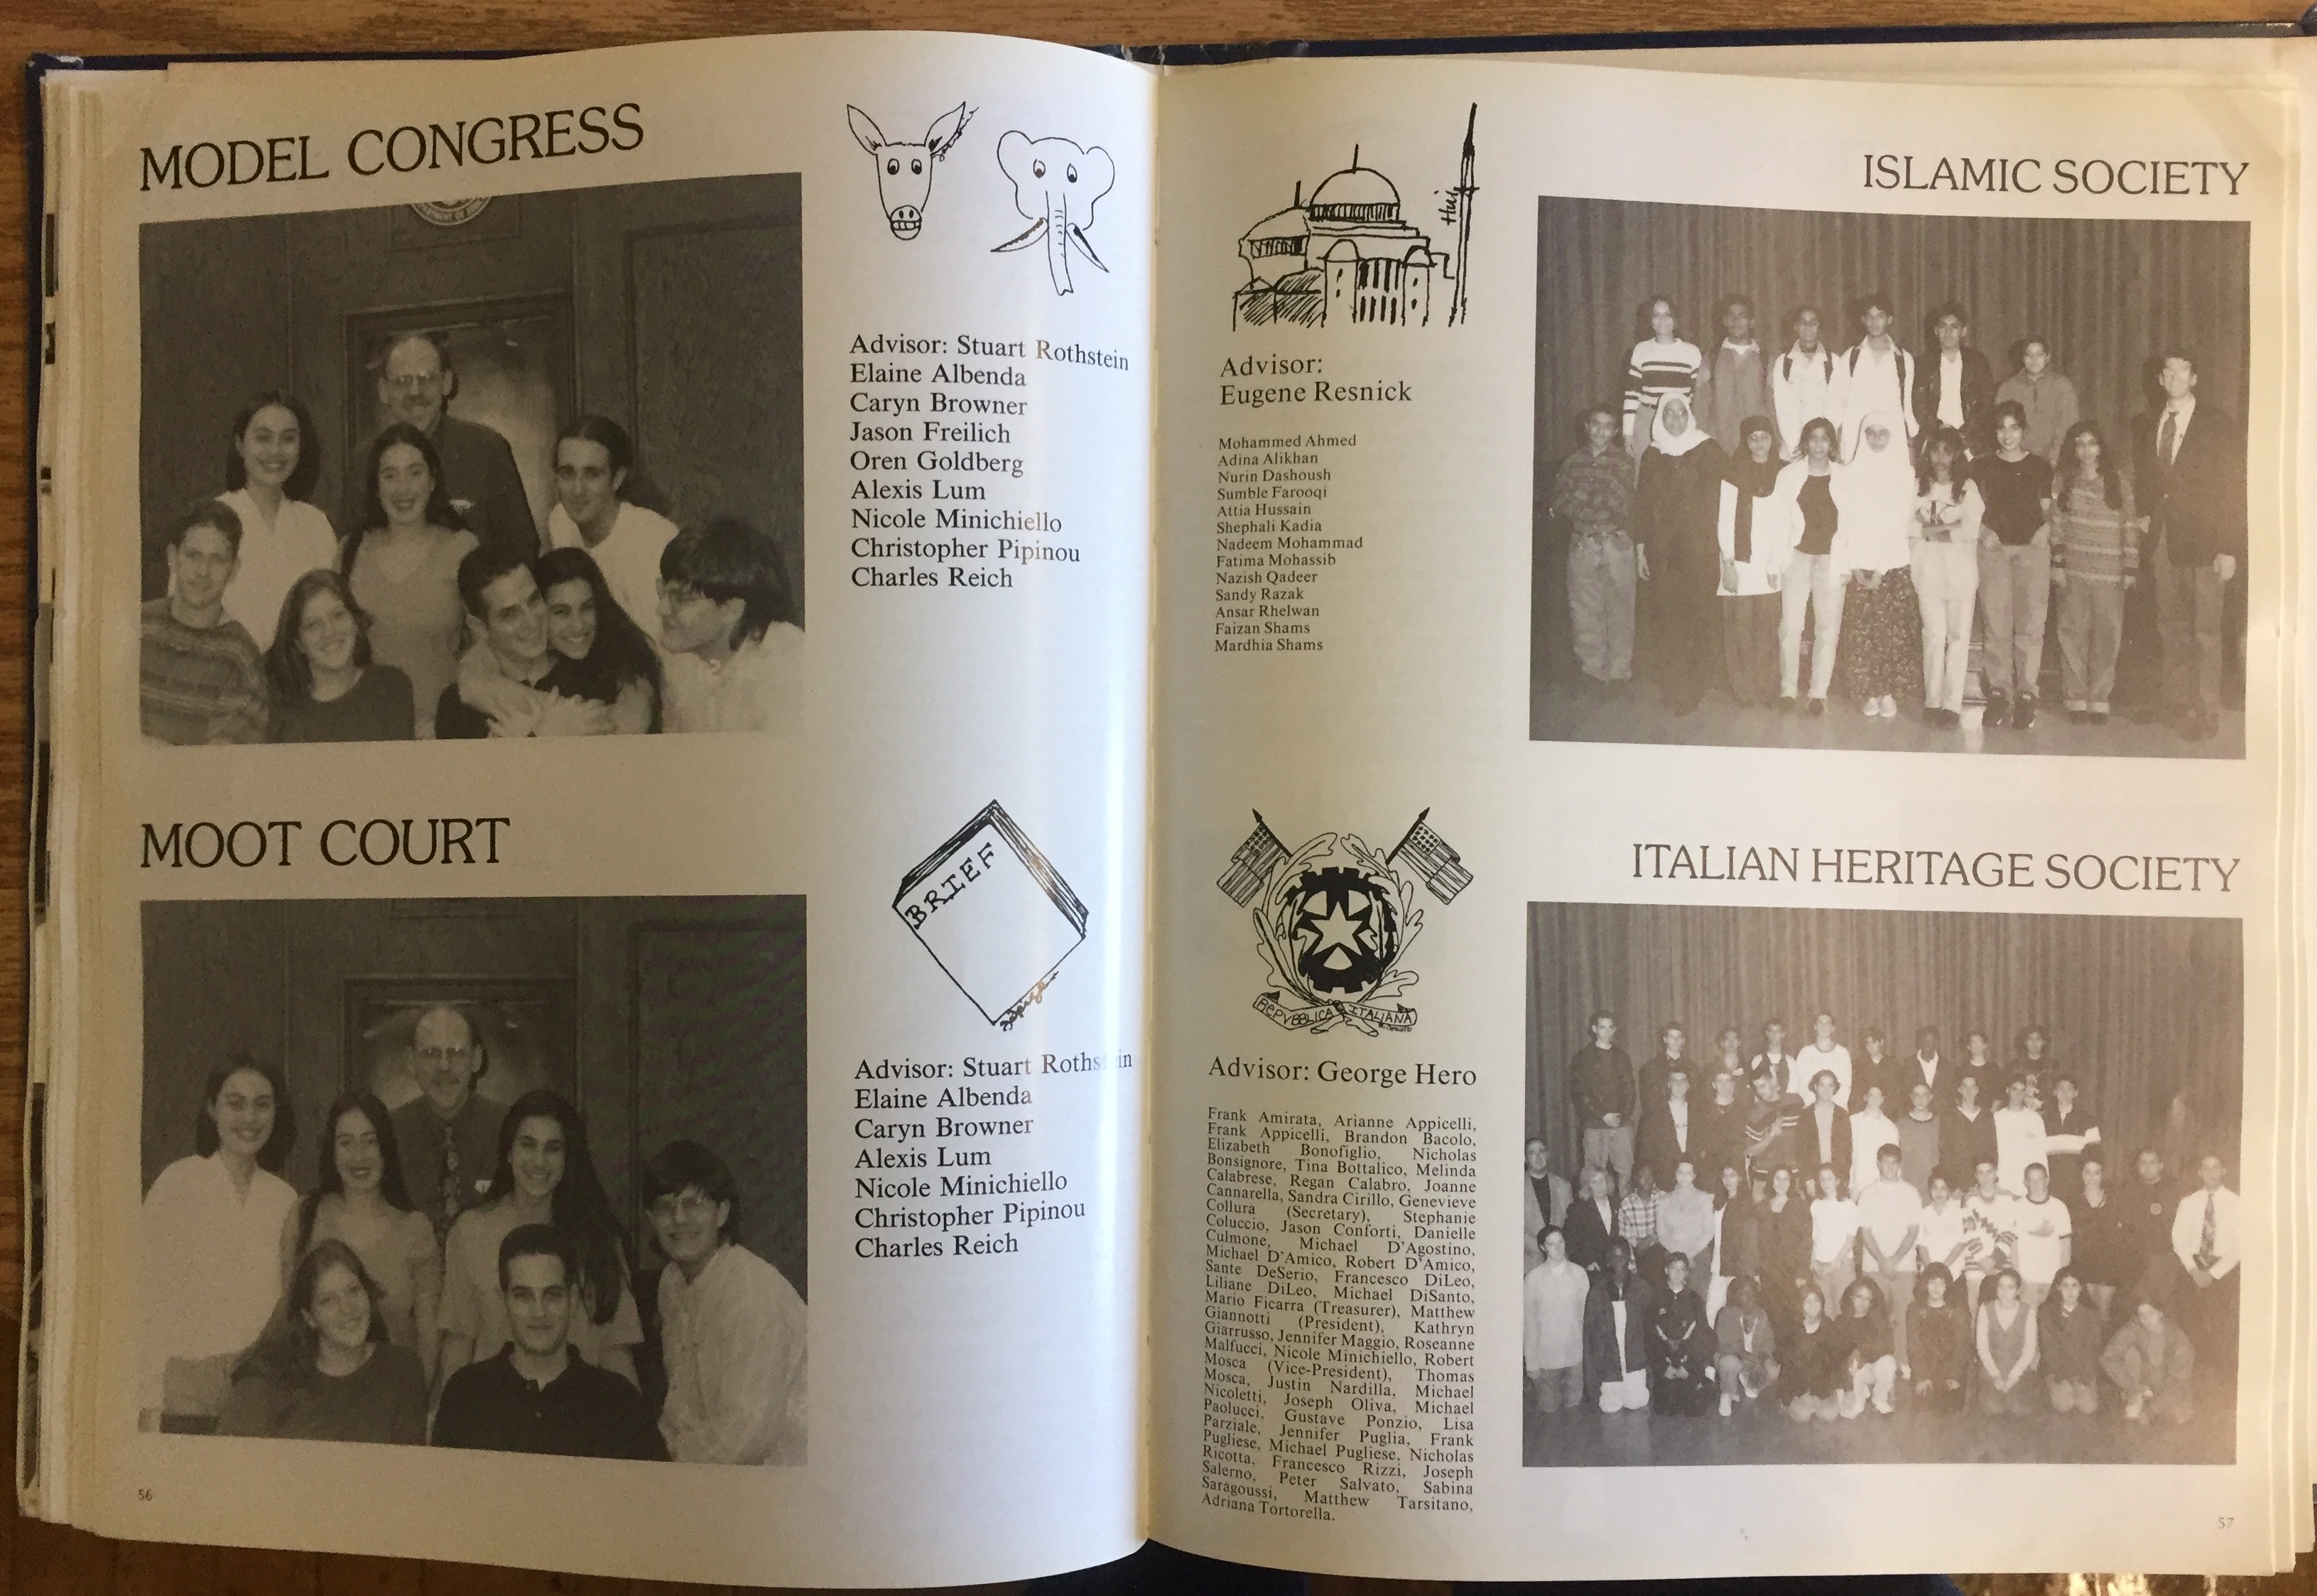 MODEL CONGRESS
Advisor: Stuart Rothstein
Elaine Albenda
Caryn Browner
Jason Freilich
Oren Goldberg
Alexis Lum
Nicole Minichiello
Christopher Pipinou
Charles Reich
MOOT COURT
BRIEF
Advisor: Stuart Rothstein
Elaine Albenda
Caryn Browner
Alexis Lum
Nicole Minichiello
Christopher Pipinou
Charles Reich
56
ISLAMIC SOCIETY
Hui
Advisor:
Eugene Resnick
Mohammed Ahmed
Adina Alikhan
Nurin Dashoush
Sumble Farooqi
Attia Hussain
Shephali Kadia
Nadeem Mohammad
Fatima Mohassib
Nazish Qadeer
Sandy Razak
Ansar Rhelwan
Faizan Shams
Mardhia Shams
ITALIAN HERITAGE SOCIETY
REPVBBLICA ITALIANA
Advisor: George Hero
Frank Amirata, Arianne Appicelli,
Frank Appicelli, Brandon Bacolo,
Elizabeth Bonofiglio, Nicholas
Bonsignore, Tina Bottalico, Melinda
Calabrese, Regan Calabro, Joanne
Cannarella, Sandra Cirillo, Genevieve
Collura (Secretary), Stephanie
Coluccio, Jason Conforti, Danielle
Culmone, Michael D'Agostino,
Michael D'Amico, Robert D'Amico,
Sante DeSerio, Francesco DiLeo,
Liliane DiLeo, Michael DiSanto,
Mario Ficarra (Treasurer), Matthew
Giannotti (President), Kathryn
Giarrusso, Jennifer Maggio, Roseanne
Malfucci, Nicole Minichiello, Robert
Mosca (Vice-President), Thomas
Mosca, Justin Nardilla, Michael
Nicoletti, Joseph Oliva, Michael
Paolucci, Gustave Ponzio, Lisa
Parziale, Jennifer Puglia, Frank
Pugliese, Michael Pugliese, Nicholas
Ricotta, Francesco Rizzi, Joseph
Salerno, Peter Salvato, Sabina
Saragoussi, Matthew Tarsitano,
Adriana Tortorella.
57